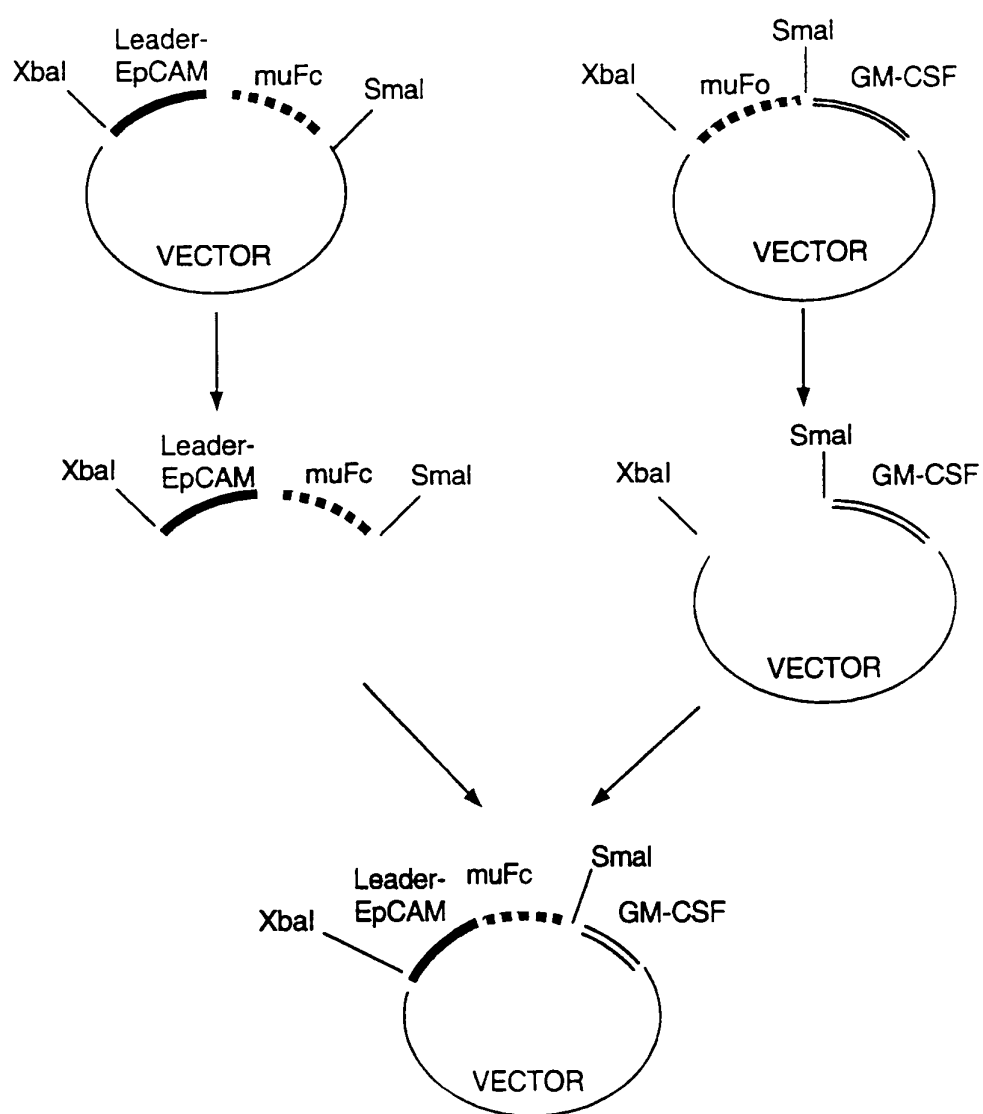 Leader-
EpCAM
XbaI
muFc
SmaI
VECTOR
SmaI
XbaI
muFo
GM-CSF
VECTOR
Leader-
EpCAM
XbaI
muFc
SmaI
SmaI
XbaI
GM-CSF
VECTOR
SmaI
Leader-
EpCAM
muFc
XbaI
GM-CSF
VECTOR